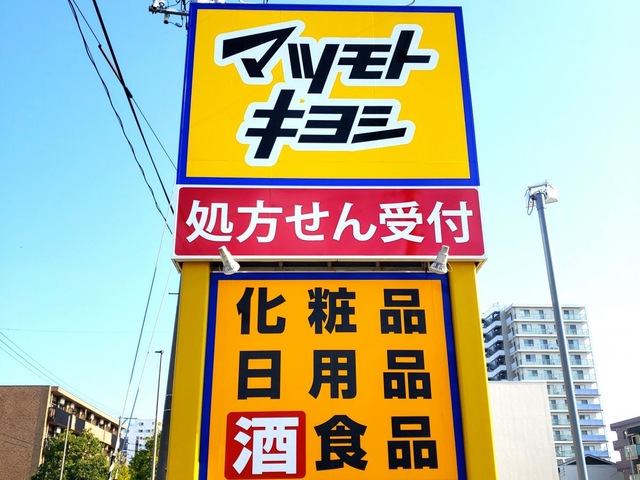 マツモト
キヨシ
処方せん受付
化粧品
日用品
酒食品